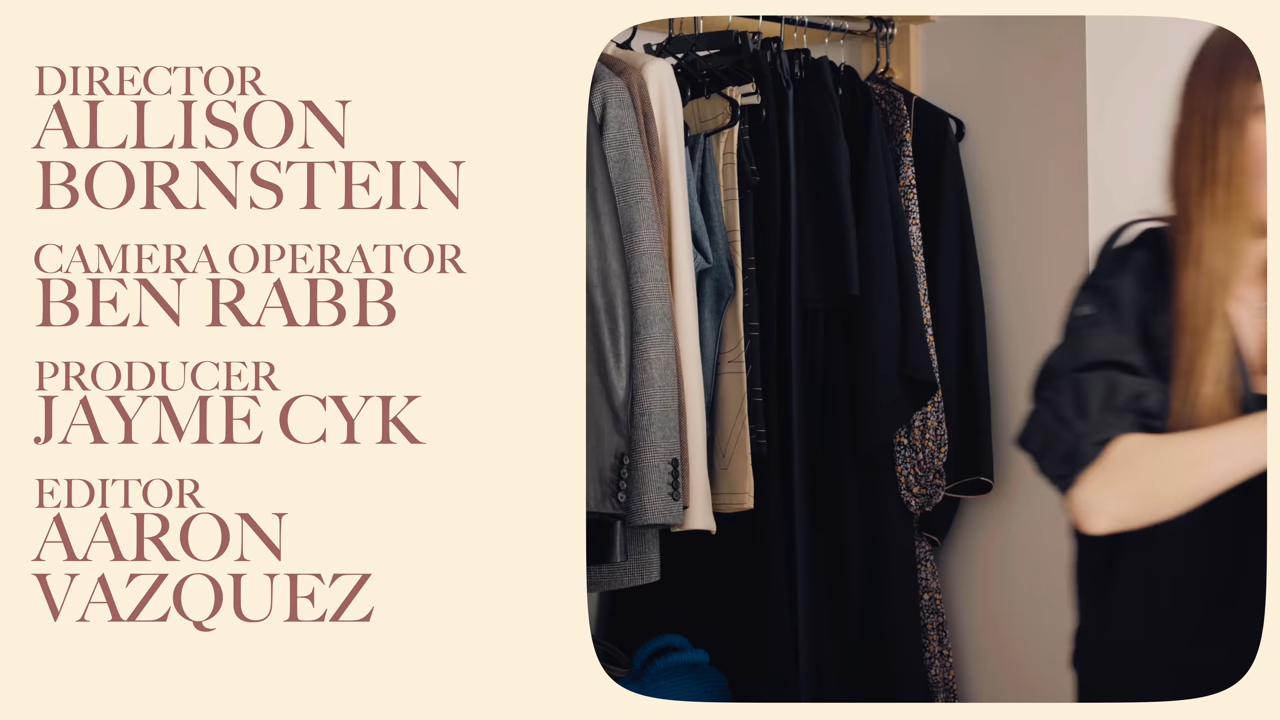 DIRECTOR
ALLISON
BORNSTEIN
CAMERA OPERATOR
BEN RABB
PRODUCER
JAYME CYK
EDITOR
AARON
VAZQUEZ